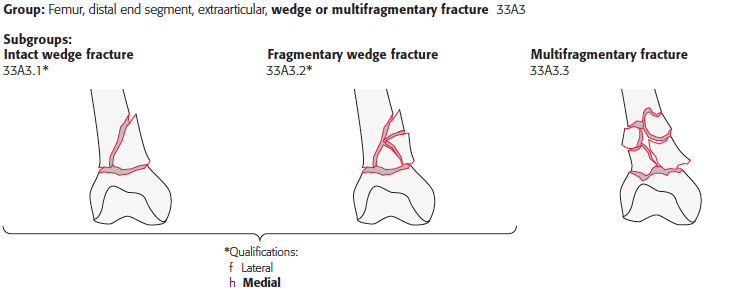 Group: Femur, distal end segment, extraarticular, wedge or multifragmentary fracture 33A3
Subgroups:
Intact wedge fracture
33A3.1*
Fragmentary wedge fracture
33A3.2*
Multifragmentary fracture
33A3.3
*Qualifications:
f Lateral
h Medial